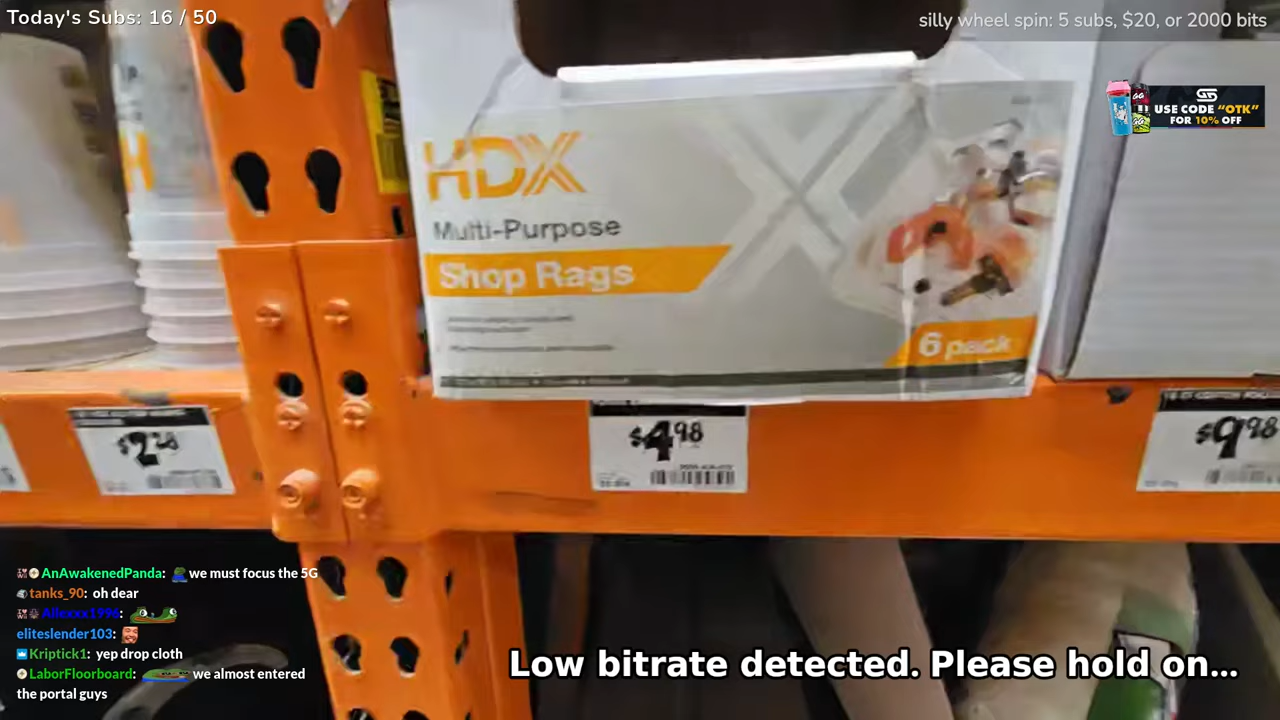 Today's Subs: 16 / 50
silly wheel spin: 5 subs, $20, or 2000 bits
GG
USE CODE "OTK"
FOR 10% OFF
HDX
Multi-Purpose
Shop Rags
6 pack
$2
$4.98
$9.98
AnAwakenedPanda: we must focus the 5G
tanks_90: oh dear
Allexxx1996:
eliteslender103:
Kriptick1: yep drop cloth
LaborFloorboard: we almost entered
the portal guys
Low bitrate detected. Please hold on...